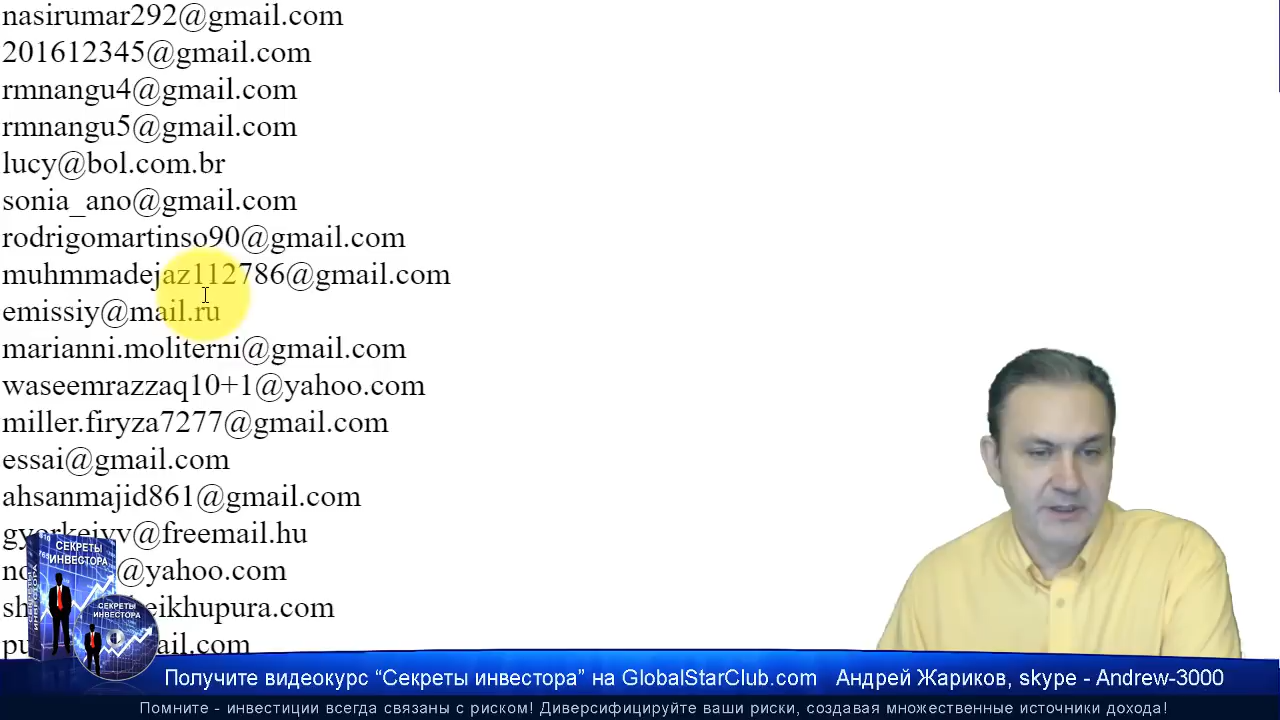 nasirumar292@gmail.com
201612345@gmail.com
rmnangu4@gmail.com
rmnangu5@gmail.com
lucy@bol.com.br
sonia_ano@gmail.com
rodrigomartinso90@gmail.com
muhmmadejaz112786@gmail.com
emissiy@mail.ru
marianni.moliterni@gmail.com
waseemrazzaq10+1@yahoo.com
miller.firyza7277@gmail.com
essai@gmail.com
ahsanmajid861@gmail.com
@freemail.hu
@yahoo.com
СЕКРЕТЫ
ИНВЕСТОРА
СЕКРЕТЫ
ИНВЕСТОРА
Получите видеокурс “Секреты инвестора” на GlobalStarClub.com Андрей Жариков, skype - Andrew-3000
Помните - инвестиции всегда связаны с риском! Диверсифицируйте ваши риски, создавая множественные источники дохода!